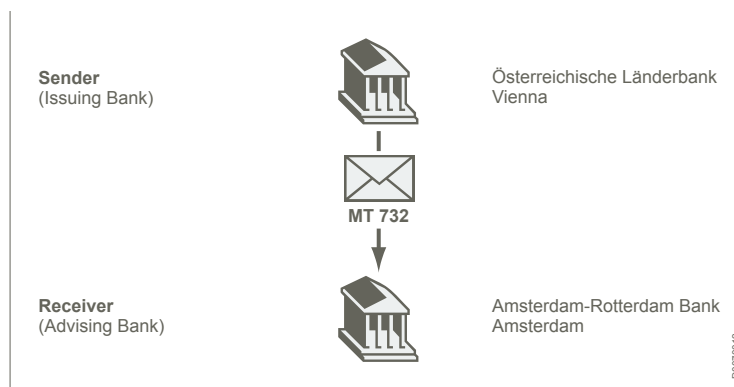 Sender
(Issuing Bank)
Österreichische Länderbank
Vienna
MT 732
Receiver
(Advising Bank)
Amsterdam-Rotterdam Bank
Amsterdam